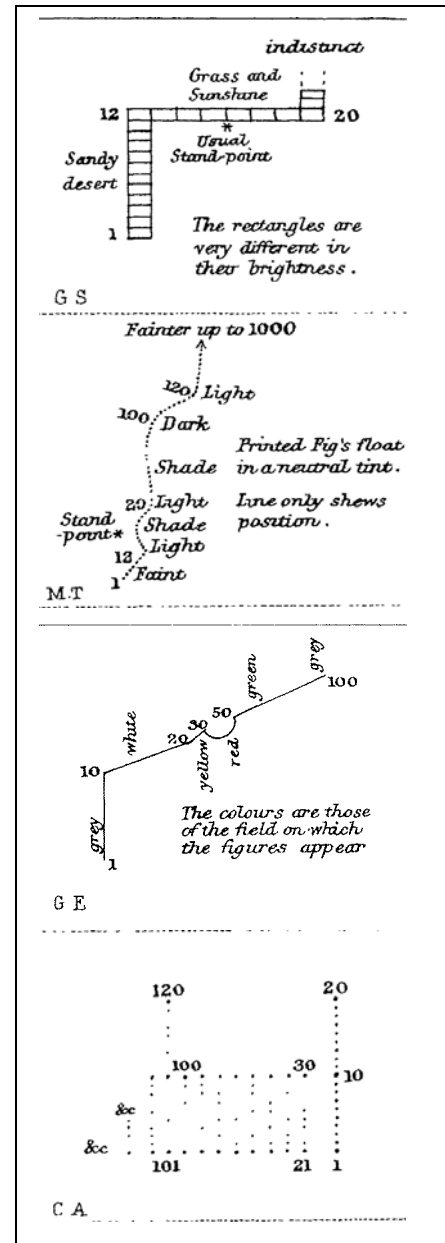 indistinct
Grass and
Sunshine
12
20
*
Usual
Stand-point
Sandy
desert
The rectangles are
very different in
their brightness.
1
G S
Fainter up to 1000
120
Light
100
Dark
Printed Fig's float
Shade
in a neutral tint.
20
Light
Line only shews
Stand
-point*
Shade
position.
12
Light
1
Faint
M.T
grey
green
100
white
50
30
20
yellow
red
10
grey
The colours are those
of the field on which
the figures appear
1
G E
120
20
100
30
10
&c
&cc
101
21
1
C A